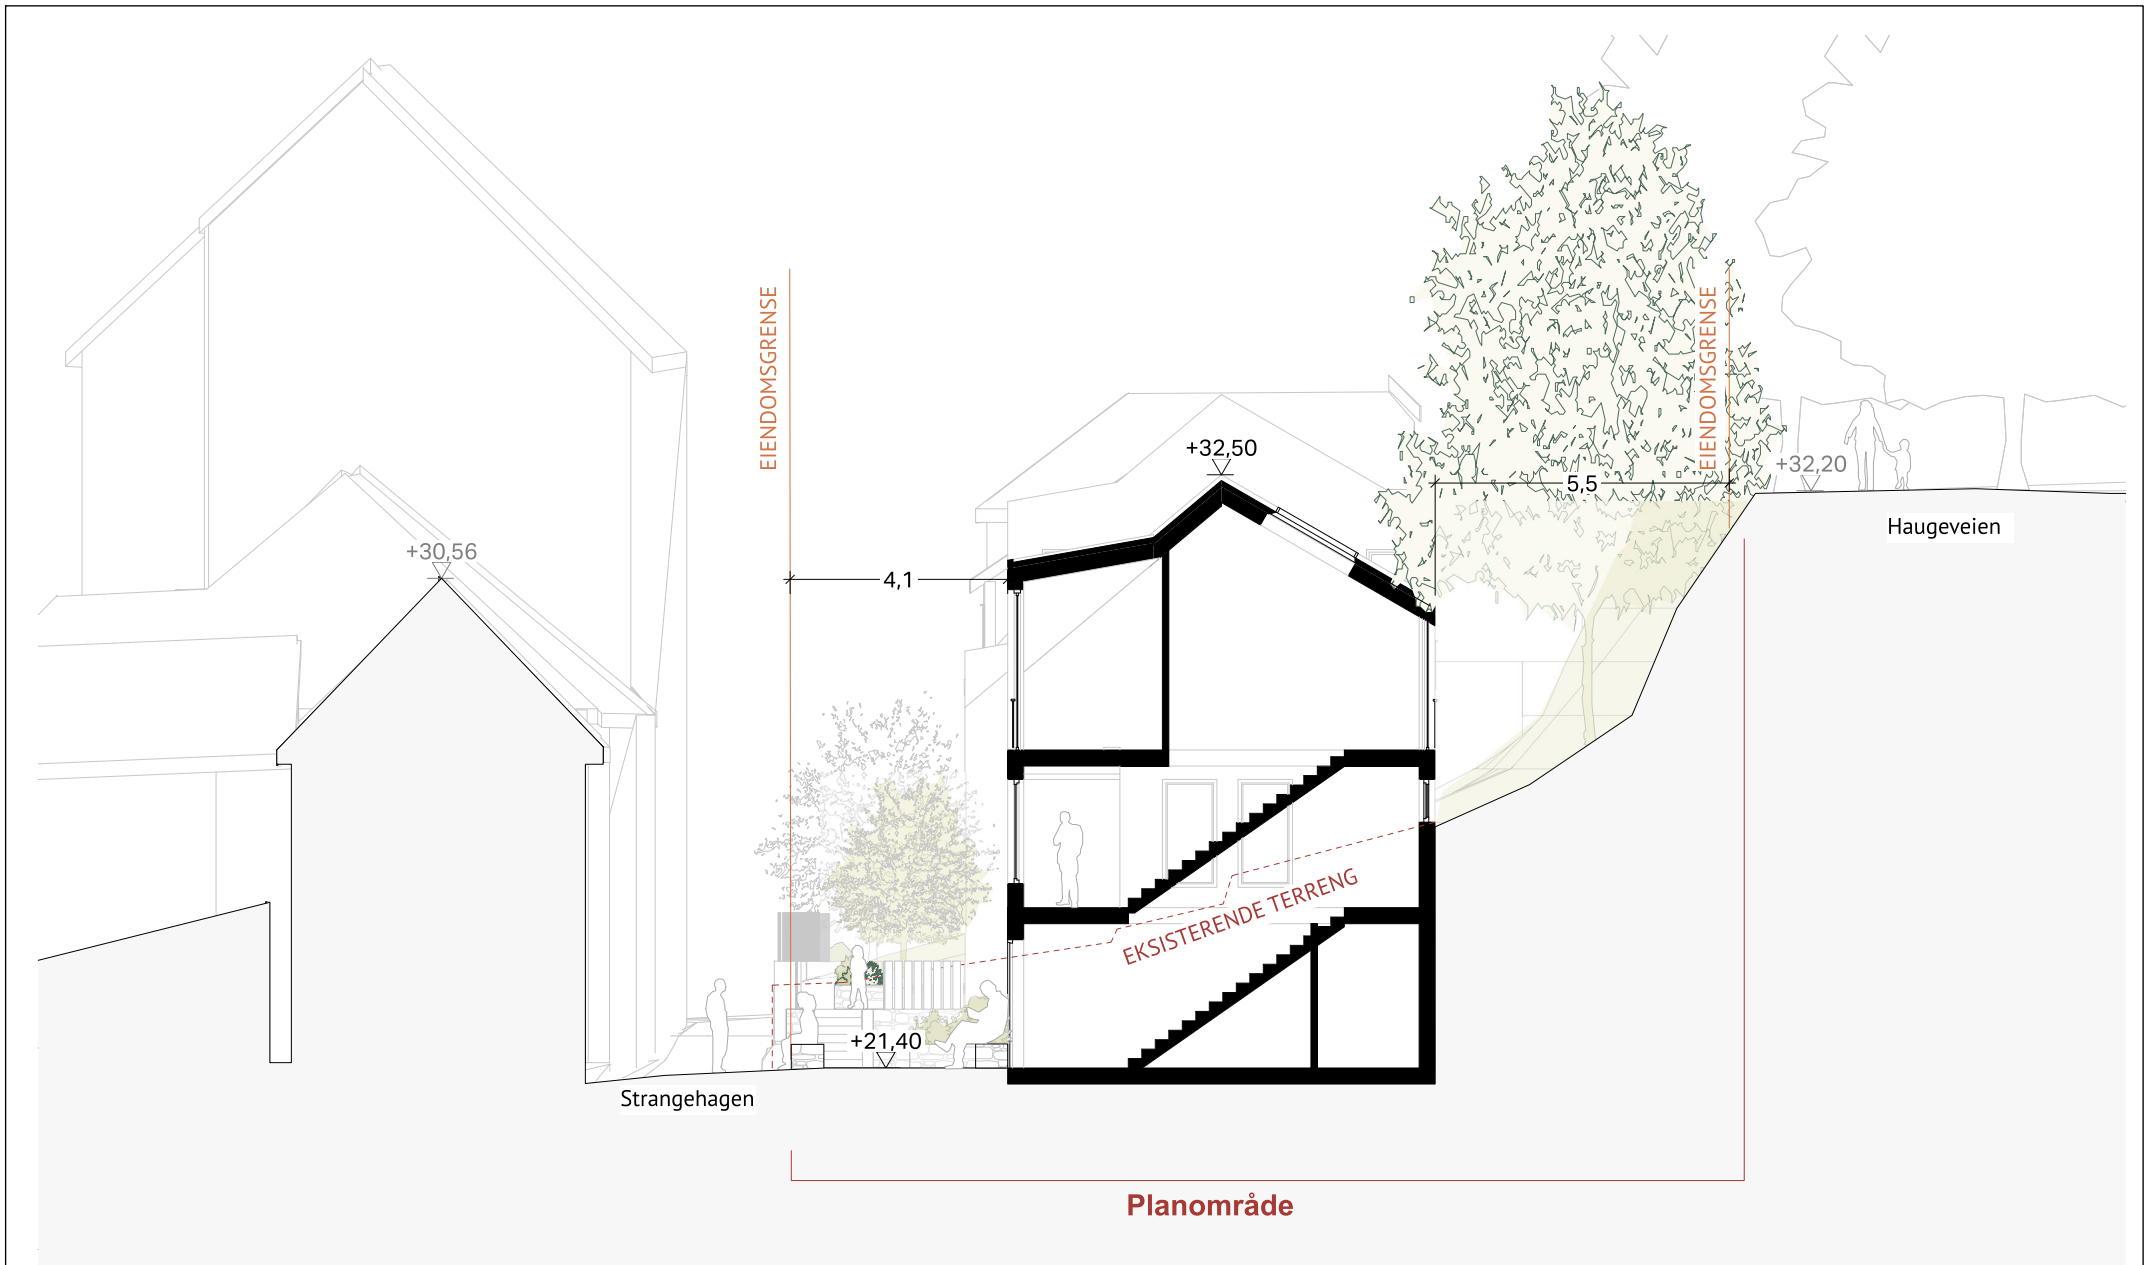 EIENDOMSGRENSE
EIENDOMSGRENSE
+32,50
+32,20
5,5
Haugeveien
+30,56
4,1
EKSISTERENDE TERRENG
+21,40
Strangehagen
Planområde